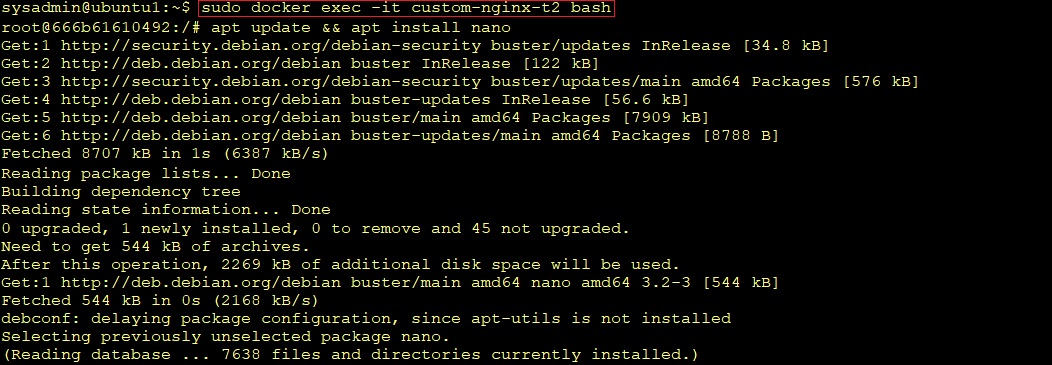 sysadmin@ubuntu1:~$ sudo docker exec -it custom-nginx-t2 bash
root@666b61610492:/# apt update && apt install nano
Get:1 http://security.debian.org/debian-security buster/updates InRelease [34.8 kB]
Get:2 http://deb.debian.org/debian buster InRelease [122 kB]
Get:3 http://security.debian.org/debian-security buster/updates/main amd64 Packages [576 kB]
Get:4 http://deb.debian.org/debian buster-updates InRelease [56.6 kB]
Get:5 http://deb.debian.org/debian buster/main amd64 Packages [7909 kB]
Get:6 http://deb.debian.org/debian buster-updates/main amd64 Packages [8788 B]
Fetched 8707 kB in 1s (6387 kB/s)
Reading package lists... Done
Building dependency tree
Reading state information... Done
0 upgraded, 1 newly installed, 0 to remove and 45 not upgraded.
Need to get 544 kB of archives.
After this operation, 2269 kB of additional disk space will be used.
Get:1 http://deb.debian.org/debian buster/main amd64 nano amd64 3.2-3 [544 kB]
Fetched 544 kB in 0s (2168 kB/s)
debconf: delaying package configuration, since apt-utils is not installed
Selecting previously unselected package nano.
(Reading database ... 7638 files and directories currently installed.)